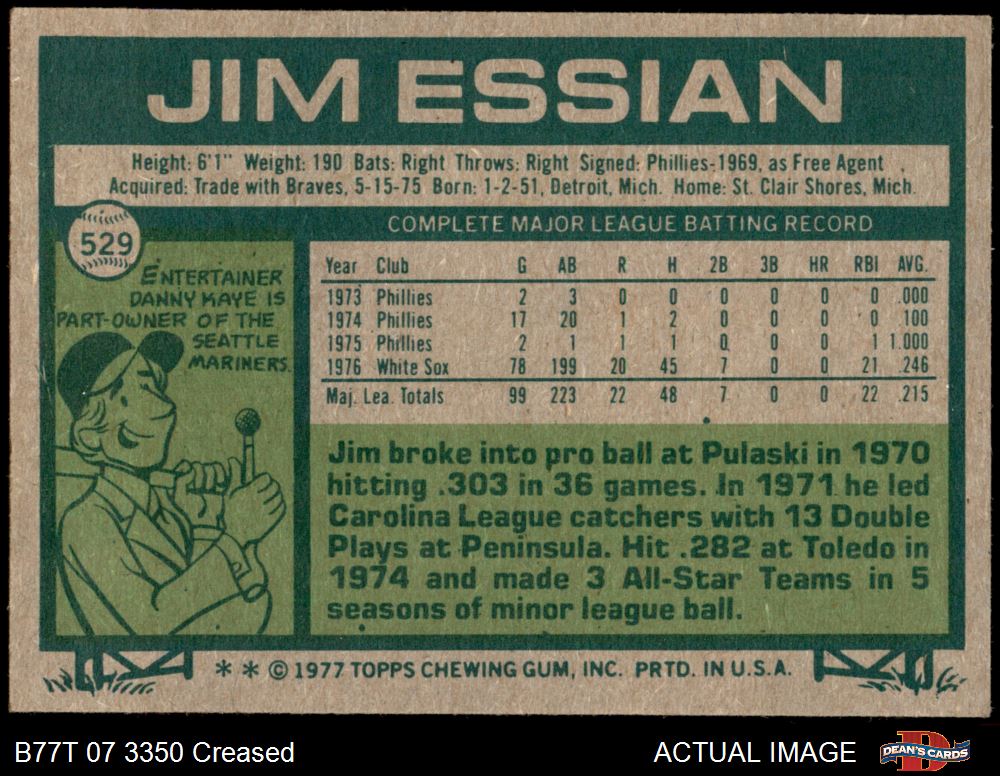 JIM ESSIAN
Height: 6'1" Weight: 190 Bats: Right Throws: Right Signed: Phillies-1969, as Free Agent
Acquired: Trade with Braves, 5-15-75 Born: 1-2-51, Detroit, Mich. Home: St. Clair Shores, Mich.
529
COMPLETE MAJOR LEAGUE BATTING RECORD
ENTERTAINER
DANNY KAYE IS
PART-OWNER OF THE
SEATTLE
MARINERS.
Year Club G AB R H 2B 3B HR RBI AVG.
1973 Phillies 2 3 0 0 0 0 0 0 .000
1974 Phillies 17 20 1 2 0 0 0 0 .100
1975 Phillies 2 1 1 1 0 0 0 1 1.000
1976 White Sox 78 199 20 45 7 0 0 21 .246
Maj. Lea. Totals 99 223 22 48 7 0 0 22 .215
Jim broke into pro ball at Pulaski in 1970
hitting .303 in 36 games. In 1971 he led
Carolina League catchers with 13 Double
Plays at Peninsula. Hit .282 at Toledo in
1974 and made 3 All-Star Teams in 5
seasons of minor league ball.
* * © 1977 TOPPS CHEWING GUM, INC. PRTD. IN U.S.A.
B77T 07 3350 Creased
ACTUAL IMAGE
D
DEAN'S CARDS